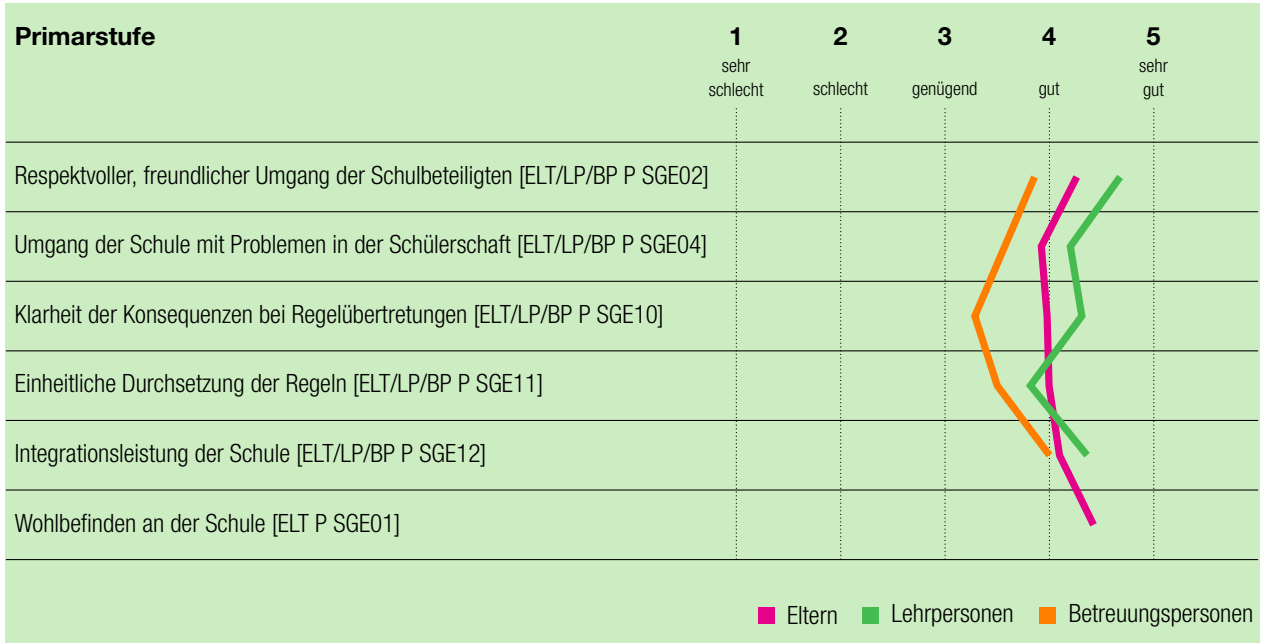 Primarstufe 1 2 3 4 5
sehr schlecht schlecht genügend gut sehr gut
Respektvoller, freundlicher Umgang der Schulbeteiligten [ELT/LP/BP P SGE02]
Umgang der Schule mit Problemen in der Schülerschaft [ELT/LP/BP P SGE04]
Klarheit der Konsequenzen bei Regelübertretungen [ELT/LP/BP P SGE10]
Einheitliche Durchsetzung der Regeln [ELT/LP/BP P SGE11]
Integrationsleistung der Schule [ELT/LP/BP P SGE12]
Wohlbefinden an der Schule [ELT P SGE01]
Eltern Lehrpersonen Betreuungspersonen